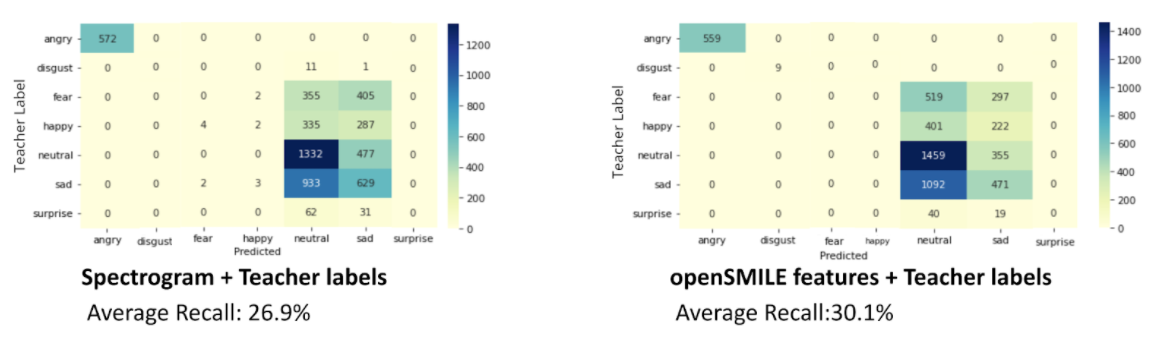 angry 572 0 0 0 0 0 0
disgust 0 0 0 0 11 1 0
fear 0 0 0 2 355 405 0
happy 0 0 4 2 335 287 0
neutral 0 0 0 0 1332 477 0
sad 0 0 2 3 933 629 0
surprise 0 0 0 0 62 31 0
angry disgust fear happy neutral sad surprise
Predicted
Teacher Label
1200
1000
800
600
400
200
0
Spectrogram + Teacher labels
Average Recall: 26.9%
angry 559 0 0 0 0 0 0
disgust 0 9 0 0 0 0 0
fear 0 0 0 0 519 297 0
happy 0 0 0 0 401 222 0
neutral 0 0 0 0 1459 355 0
sad 0 0 0 0 1092 471 0
surprise 0 0 0 0 40 19 0
angry disgust fear happy neutral sad surprise
Predicted
Teacher Label
1400
1200
1000
800
600
400
200
0
openSMILE features + Teacher labels
Average Recall:30.1%